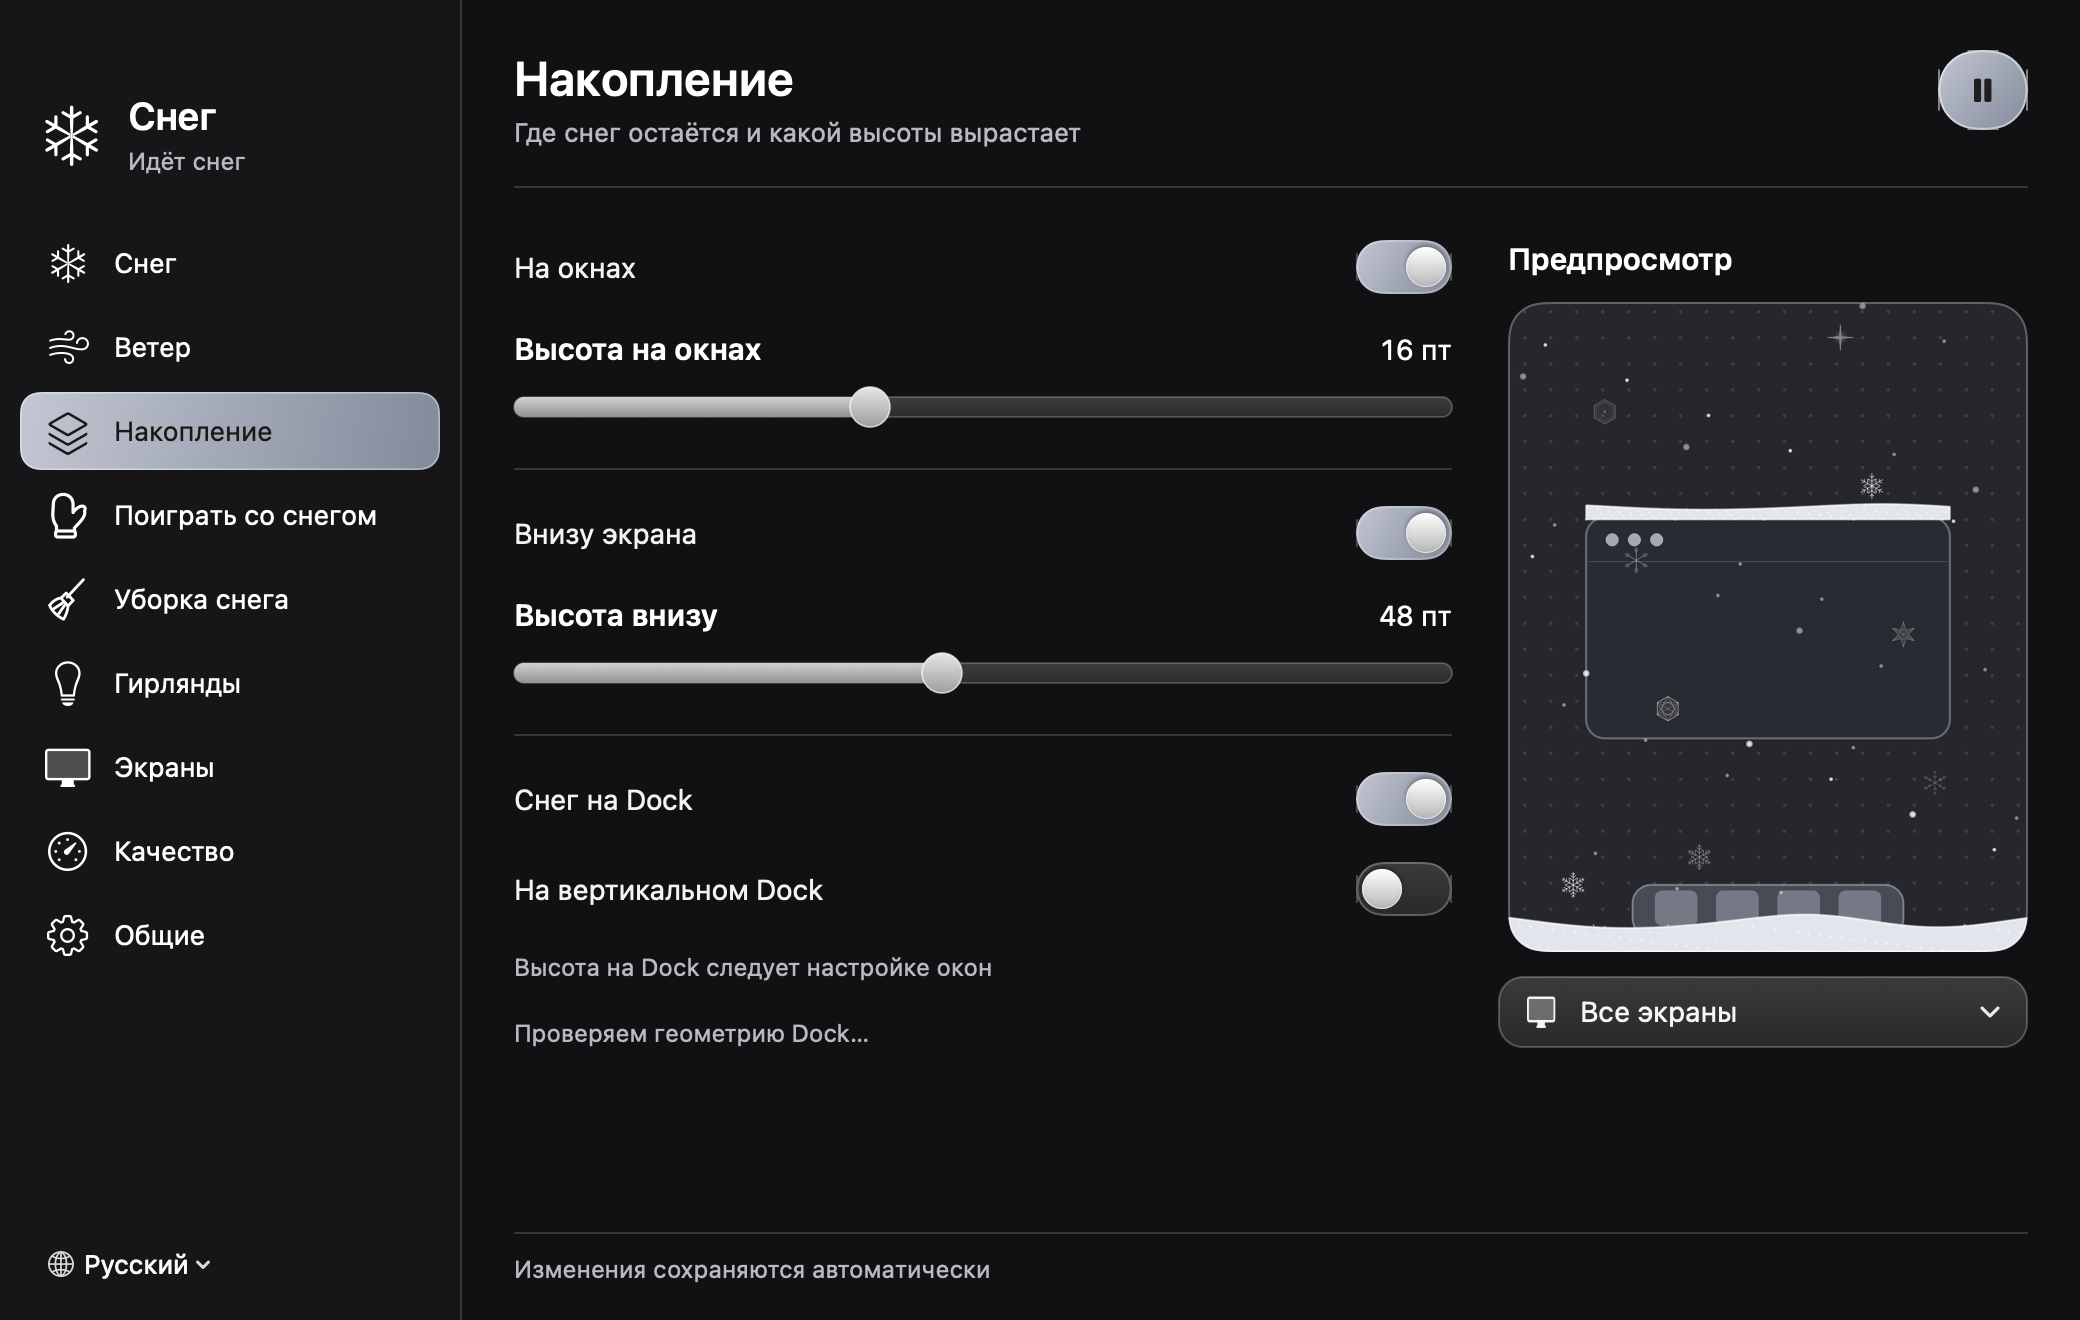 Снег
Идёт снег
Снег
Ветер
Накопление
Поиграть со снегом
Уборка снега
Гирлянды
Экраны
Качество
Общие
Русский
Накопление
Где снег остаётся и какой высоты вырастает
На окнах
Высота на окнах
16 пт
Внизу экрана
Высота внизу
48 пт
Снег на Dock
На вертикальном Dock
Высота на Dock следует настройке окон
Проверяем геометрию Dock...
Предпросмотр
Все экраны
Изменения сохраняются автоматически